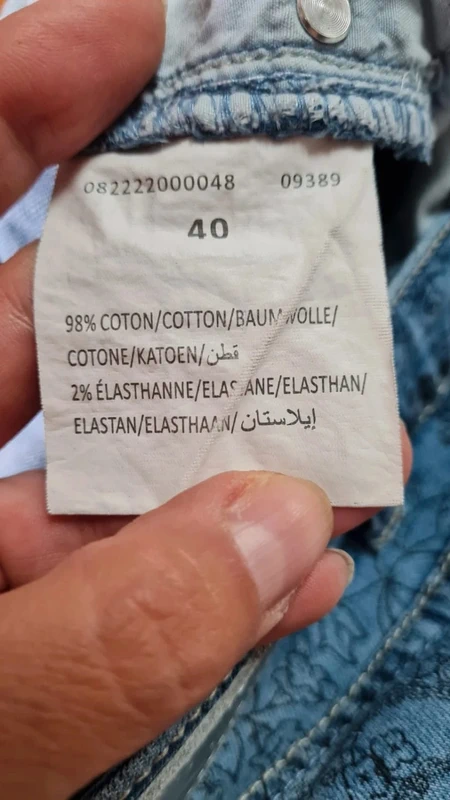 082222000048 09389
40
98% COTON/COTTON/BAUMWOLLE/
COTONE/KATOEN/قطن
2% ÉLASTHANNE/ELASTANE/ELASTHAN/
ELASTAN/ELASTHAAN/إيلاستان